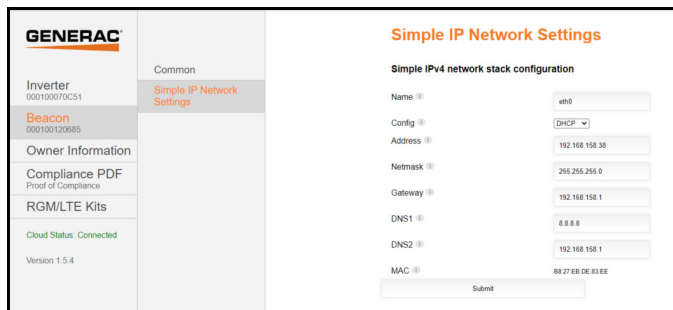 GENERAC
Inverter
000100070C51
Beacon
000100120685
Owner Information
Compliance PDF
Proof of Compliance
RGM/LTE Kits
Cloud Status: Connected
Version 1.5.4
Common
Simple IP Network
Settings
Simple IP Network Settings
Simple IPv4 network stack configuration
Name
eth0
Config
DHCP
Address
192.168.158.38
Netmask
255.255.255.0
Gateway
192.168.158.1
DNS1
8.8.8.8
DNS2
192.168.158.1
MAC
B8:27:EB:DE:83:EE
Submit